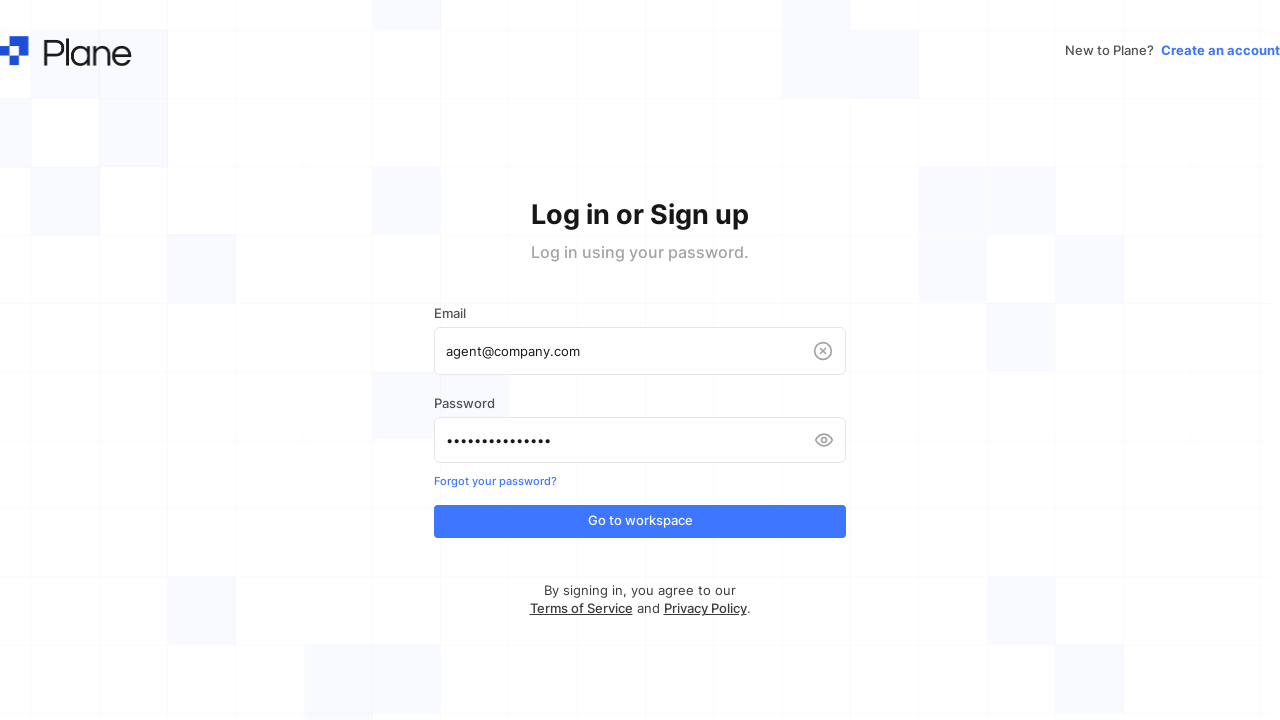 Plane
New to Plane? Create an account
Log in or Sign up
Log in using your password.
Email
agent@company.com
Password
•••••••••••••••
Forgot your password?
Go to workspace
By signing in, you agree to our
Terms of Service and Privacy Policy.